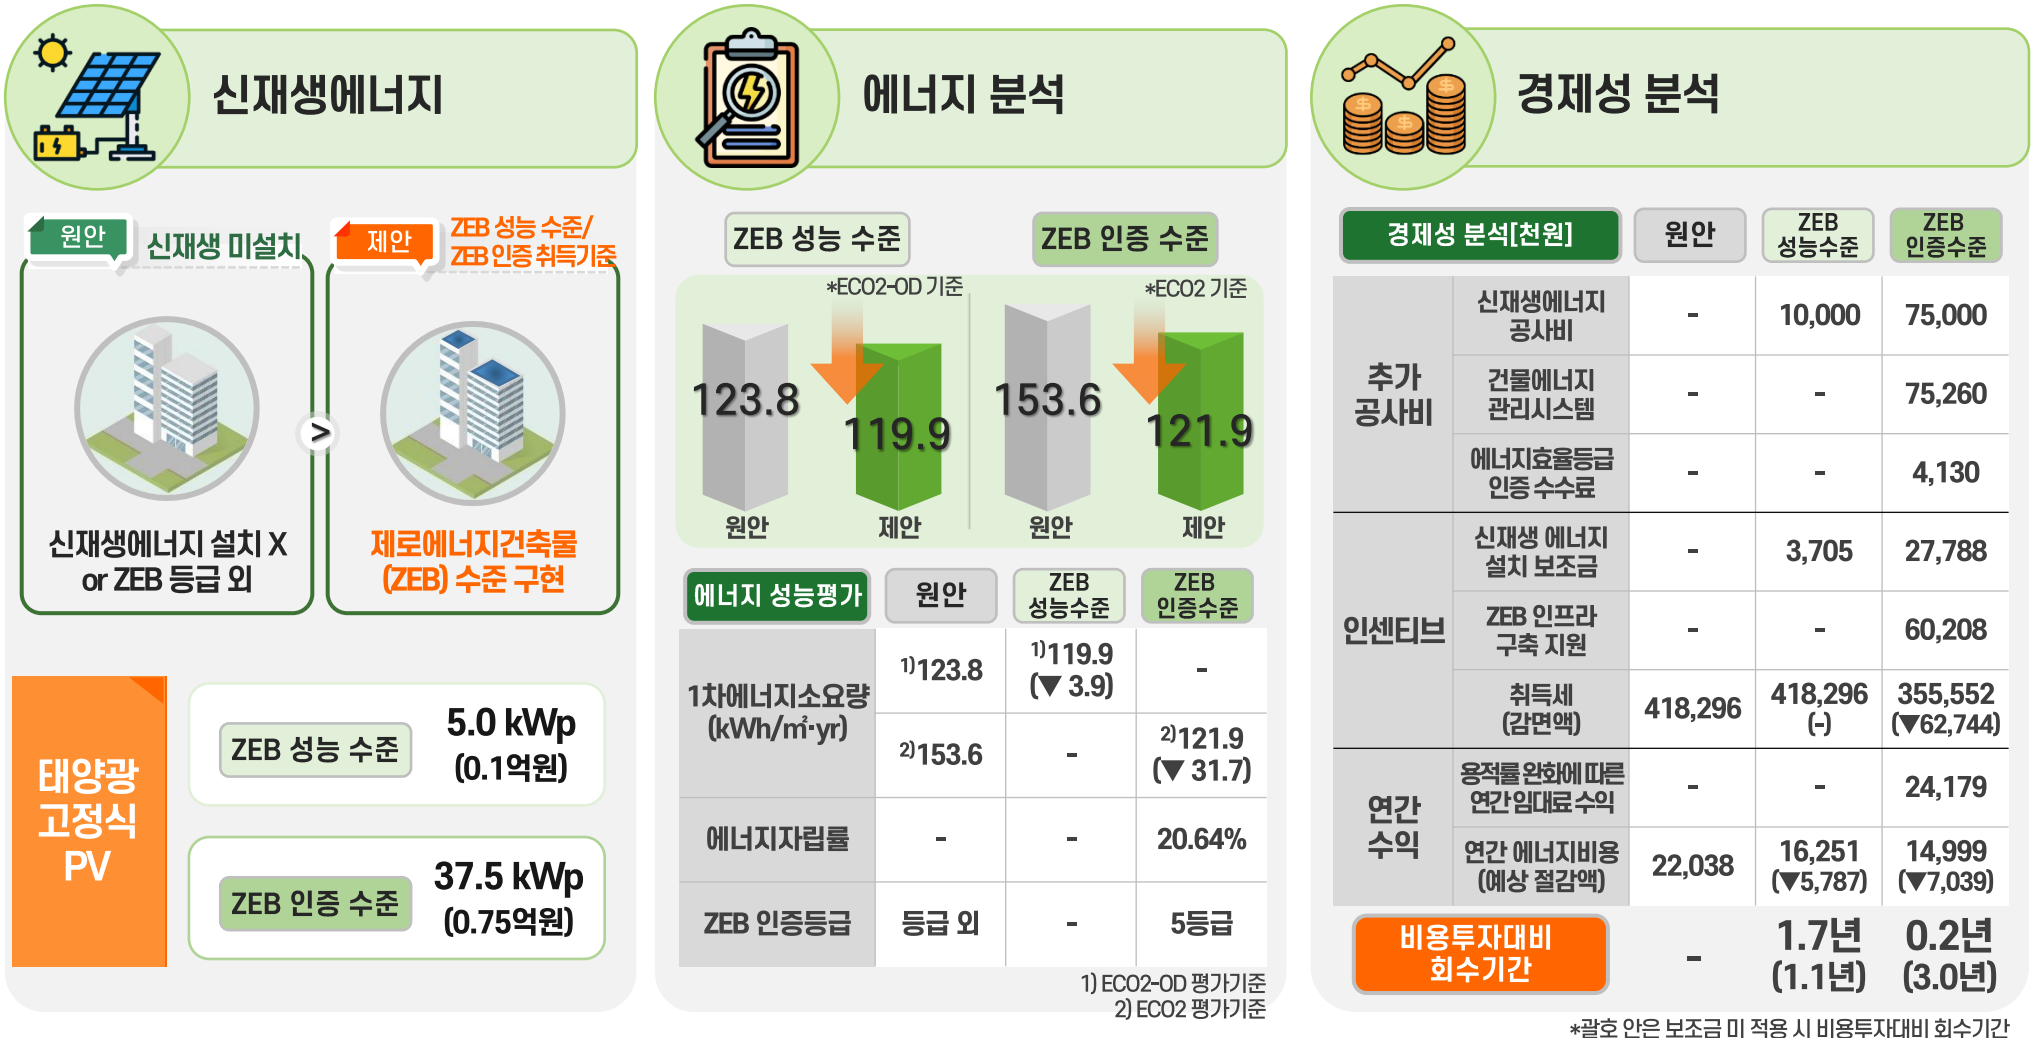 신재생에너지
원안
신재생 미설치
제안
ZEB 성능 수준/
ZEB 인증 취득기준
>
신재생에너지 설치 X
or ZEB 등급 외
제로에너지건축물
(ZEB) 수준 구현
태양광
고정식
PV
ZEB 성능 수준
5.0 kWp
(0.1억원)
ZEB 인증 수준
37.5 kWp
(0.75억원)
에너지 분석
ZEB 성능 수준
ZEB 인증 수준
*ECO2-OD 기준
*ECO2 기준
123.8
119.9
153.6
121.9
원안
제안
원안
제안
에너지 성능평가
원안
ZEB
성능수준
ZEB
인증수준
1차에너지소요량
(kWh/㎡·yr)
1)123.8
1)119.9
(▼ 3.9)
-
2)153.6
-
2)121.9
(▼ 31.7)
에너지자립률
-
-
20.64%
ZEB 인증등급
등급 외
-
5등급
1) ECO2-OD 평가기준
2) ECO2 평가기준
경제성 분석
경제성 분석[천원]
원안
ZEB
성능수준
ZEB
인증수준
추가
공사비
신재생에너지
공사비
-
10,000
75,000
건물에너지
관리시스템
-
-
75,260
에너지효율등급
인증 수수료
-
-
4,130
인센티브
신재생 에너지
설치 보조금
-
3,705
27,788
ZEB 인프라
구축 지원
-
-
60,208
취득세
(감면액)
418,296
418,296
(-)
355,552
(▼62,744)
연간
수익
용적률 완화에 따른
연간 임대료 수익
-
-
24,179
연간 에너지비용
(예상 절감액)
22,038
16,251
(▼5,787)
14,999
(▼7,039)
비용투자대비
회수기간
-
1.7년
(1.1년)
0.2년
(3.0년)
*괄호 안은 보조금 미 적용 시 비용투자대비 회수기간